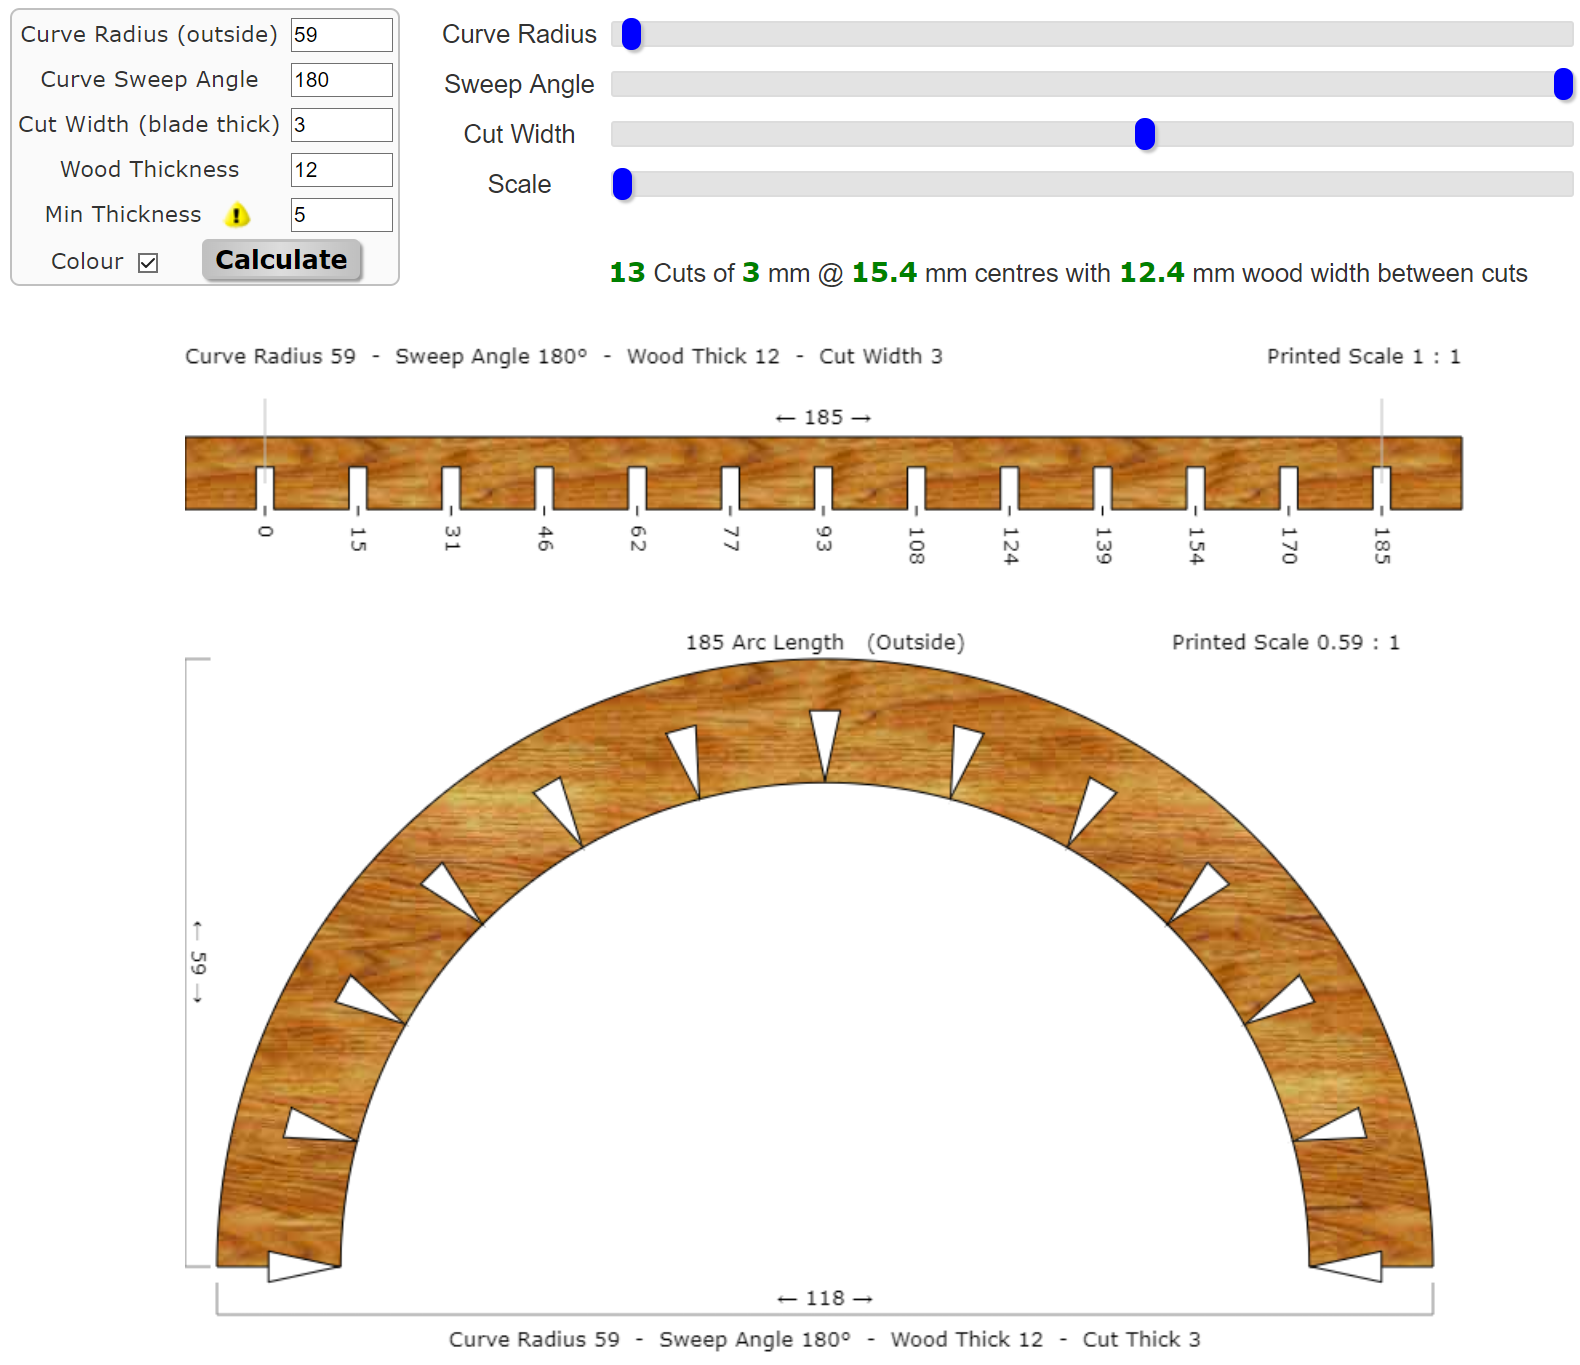 Curve Radius (outside) 59
Curve Sweep Angle 180
Cut Width (blade thick) 3
Wood Thickness 12
Min Thickness 5
Colour Calculate
Curve Radius
Sweep Angle
Cut Width
Scale
13 Cuts of 3 mm @ 15.4 mm centres with 12.4 mm wood width between cuts
Curve Radius 59 - Sweep Angle 180° - Wood Thick 12 - Cut Width 3 Printed Scale 1 : 1
← 185 →
0 15 31 46 62 77 93 108 124 139 154 170 185
185 Arc Length (Outside) Printed Scale 0.59 : 1
← 59 →
← 118 →
Curve Radius 59 - Sweep Angle 180° - Wood Thick 12 - Cut Thick 3